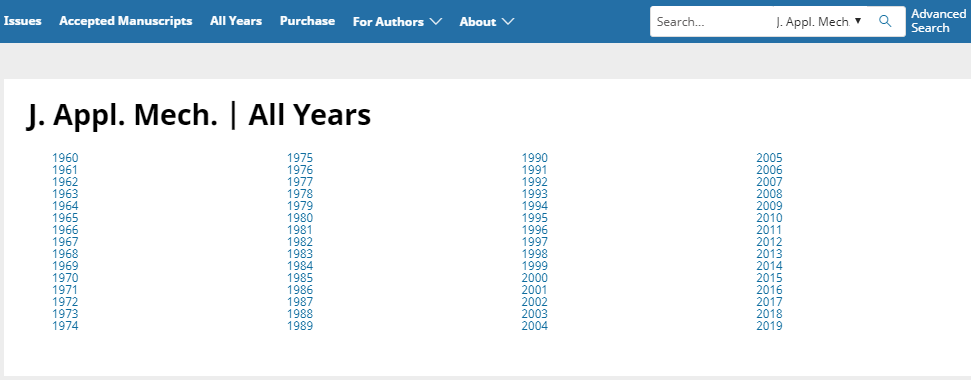 Issues Accepted Manuscripts All Years Purchase For Authors About
Search... J. Appl. Mech
Advanced
Search
J. Appl. Mech. | All Years
1960 1975 1990 2005
1961 1976 1991 2006
1962 1977 1992 2007
1963 1978 1993 2008
1964 1979 1994 2009
1965 1980 1995 2010
1966 1981 1996 2011
1967 1982 1997 2012
1968 1983 1998 2013
1969 1984 1999 2014
1970 1985 2000 2015
1971 1986 2001 2016
1972 1987 2002 2017
1973 1988 2003 2018
1974 1989 2004 2019